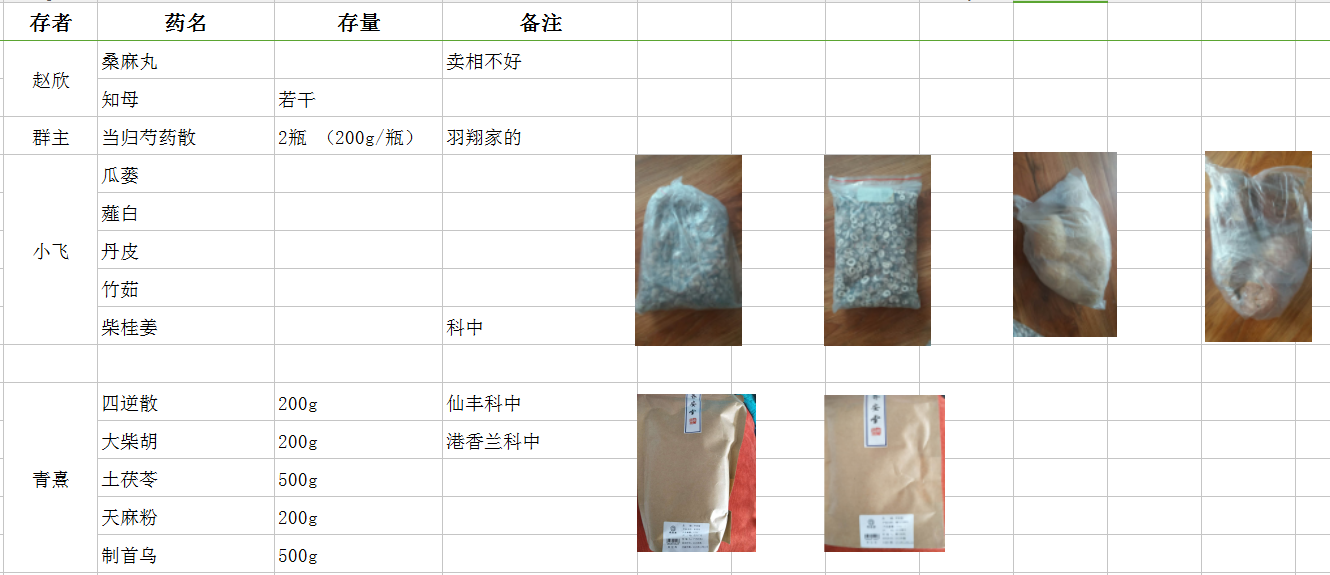 存者 药名 存量 备注
赵欣 桑麻丸 卖相不好
知母 若干
群主 当归芍药散 2瓶 （200g/瓶） 羽翔家的
小飞 瓜蒌
薤白
丹皮
竹茹
柴桂姜 科中
青熹 四逆散 200g 仙丰科中
大柴胡 200g 港香兰科中
土茯苓 500g
天麻粉 200g
制首乌 500g